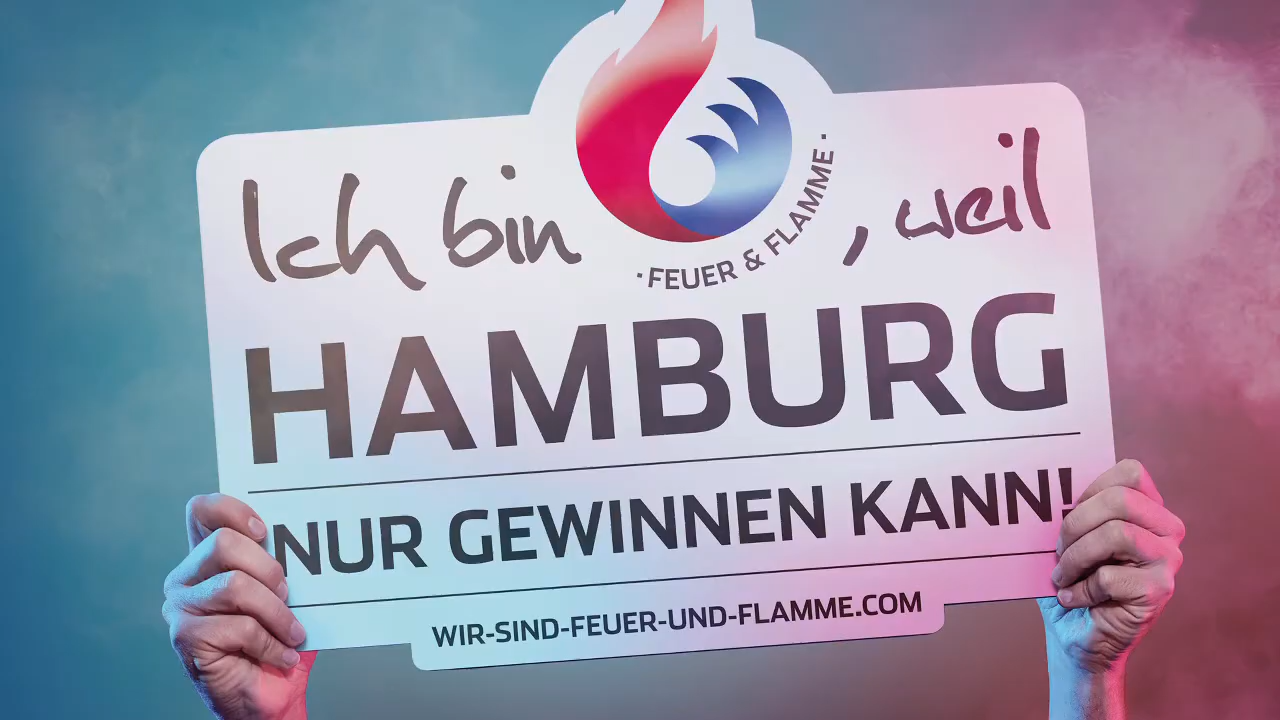 Ich bin
· FEUER & FLAMME ·
, weil
HAMBURG
NUR GEWINNEN KANN!
WIR-SIND-FEUER-UND-FLAMME.COM